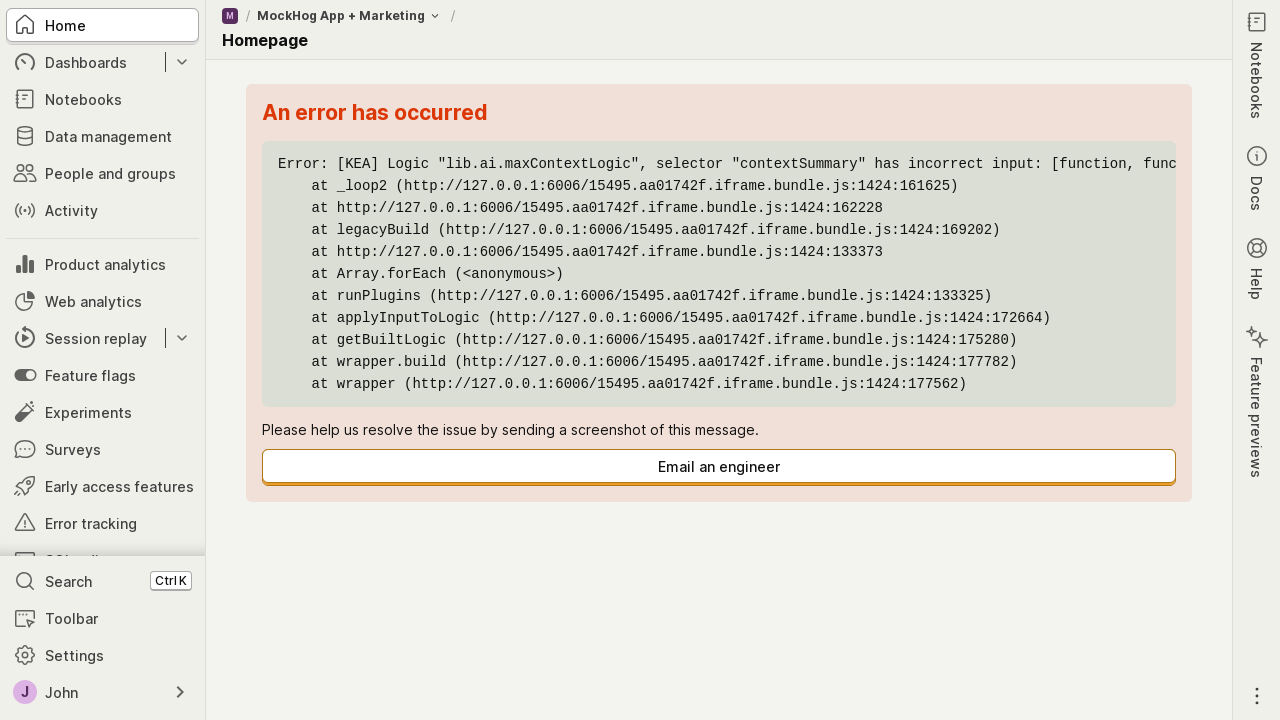 Home
Dashboards
Notebooks
Data management
People and groups
Activity
Product analytics
Web analytics
Session replay
Feature flags
Experiments
Surveys
Early access features
Error tracking
Search Ctrl K
Toolbar
Settings
J John
M / MockHog App + Marketing /
Homepage
An error has occurred
Error: [KEA] Logic "lib.ai.maxContextLogic", selector "contextSummary" has incorrect input: [function, func
at _loop2 (http://127.0.0.1:6006/15495.aa01742f.iframe.bundle.js:1424:161625)
at http://127.0.0.1:6006/15495.aa01742f.iframe.bundle.js:1424:162228
at legacyBuild (http://127.0.0.1:6006/15495.aa01742f.iframe.bundle.js:1424:169202)
at http://127.0.0.1:6006/15495.aa01742f.iframe.bundle.js:1424:133373
at Array.forEach (<anonymous>)
at runPlugins (http://127.0.0.1:6006/15495.aa01742f.iframe.bundle.js:1424:133325)
at applyInputToLogic (http://127.0.0.1:6006/15495.aa01742f.iframe.bundle.js:1424:172664)
at getBuiltLogic (http://127.0.0.1:6006/15495.aa01742f.iframe.bundle.js:1424:175280)
at wrapper.build (http://127.0.0.1:6006/15495.aa01742f.iframe.bundle.js:1424:177782)
at wrapper (http://127.0.0.1:6006/15495.aa01742f.iframe.bundle.js:1424:177562)
Please help us resolve the issue by sending a screenshot of this message.
Email an engineer
Notebooks
Docs
Help
Feature previews